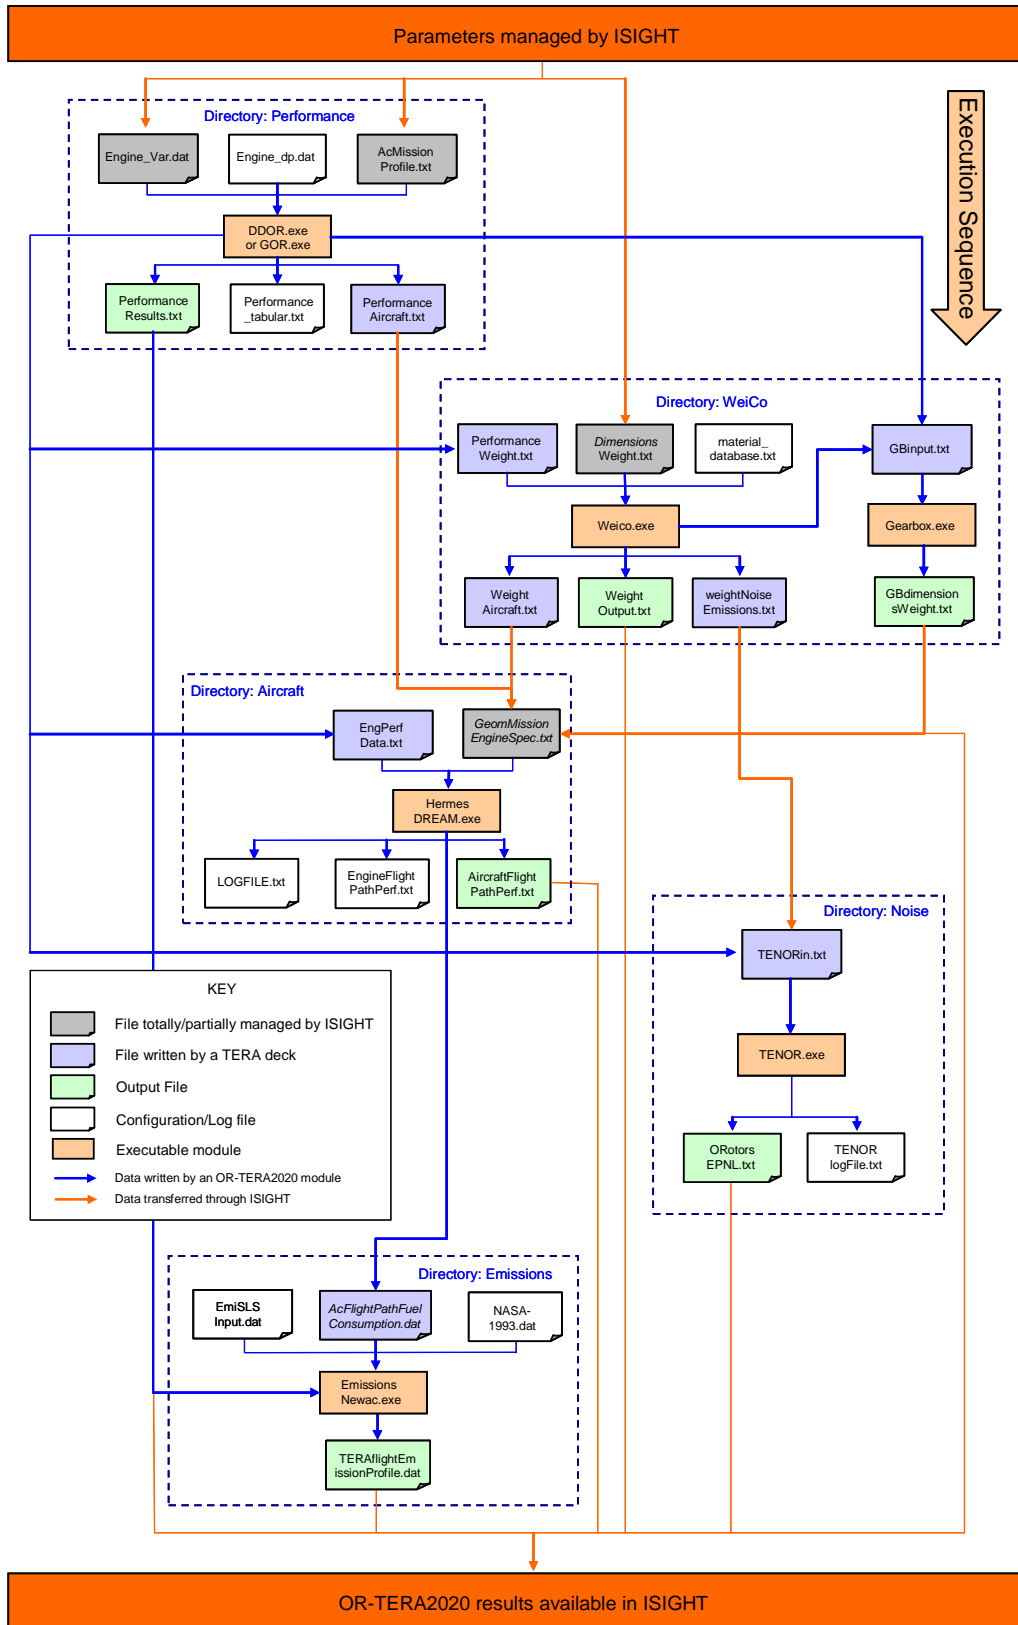 Parameters managed by ISIGHT
Execution Sequence
Directory: Performance
Engine_Var.dat
Engine_dp.dat
AcMission
Profile.txt
DDOR.exe
or GOR.exe
Performance
Results.txt
Performance
_tabular.txt
Performance
Aircraft.txt
Directory: WeiCo
Performance
Weight.txt
Dimensions
Weight.txt
material_
database.txt
GBinput.txt
Weico.exe
Gearbox.exe
Weight
Aircraft.txt
Weight
Output.txt
weightNoise
Emissions.txt
GBdimension
sWeight.txt
Directory: Aircraft
EngPerf
Data.txt
GeomMission
EngineSpec.txt
Hermes
DREAM.exe
LOGFILE.txt
EngineFlight
PathPerf.txt
AircraftFlight
PathPerf.txt
Directory: Noise
TENORin.txt
TENOR.exe
ORotors
EPNL.txt
TENOR
logFile.txt
KEY
File totally/partially managed by ISIGHT
File written by a TERA deck
Output File
Configuration/Log file
Executable module
Data written by an OR-TERA2020 module
Data transferred through ISIGHT
Directory: Emissions
EmiSLS
Input.dat
AcFlightPathFuel
Consumption.dat
NASA-
1993.dat
Emissions
Newac.exe
TERAflightEm
issionProfile.dat
OR-TERA2020 results available in ISIGHT